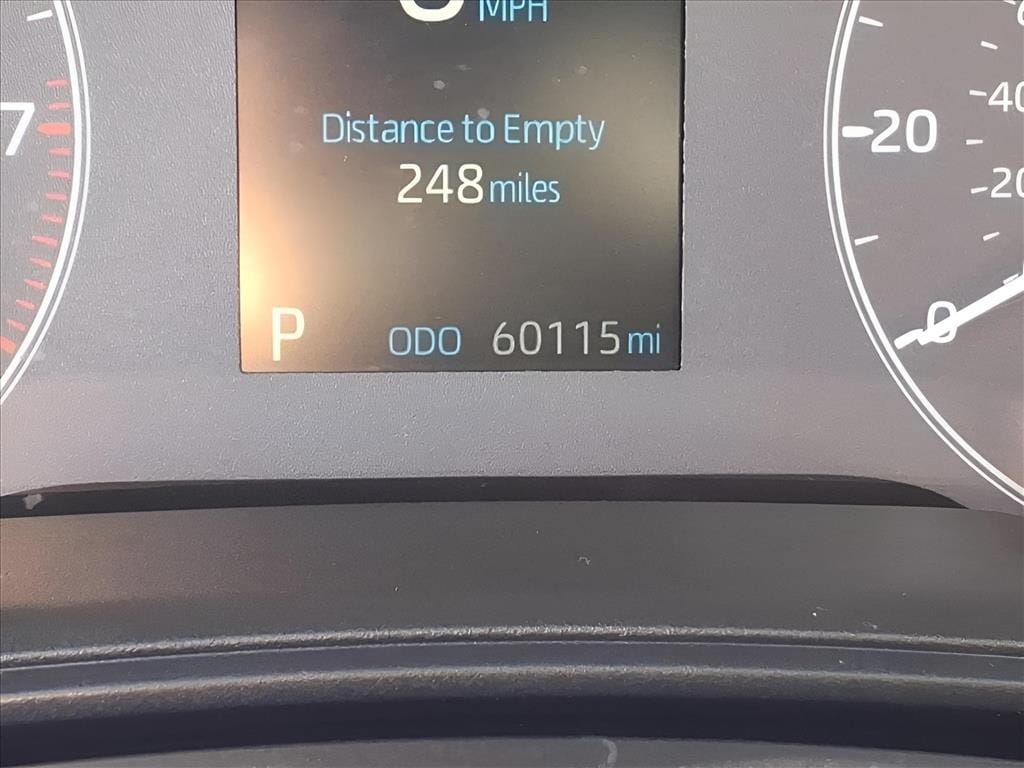 MPH
7
Distance to Empty
248 miles
P ODO 60115 mi
20
40
20
0